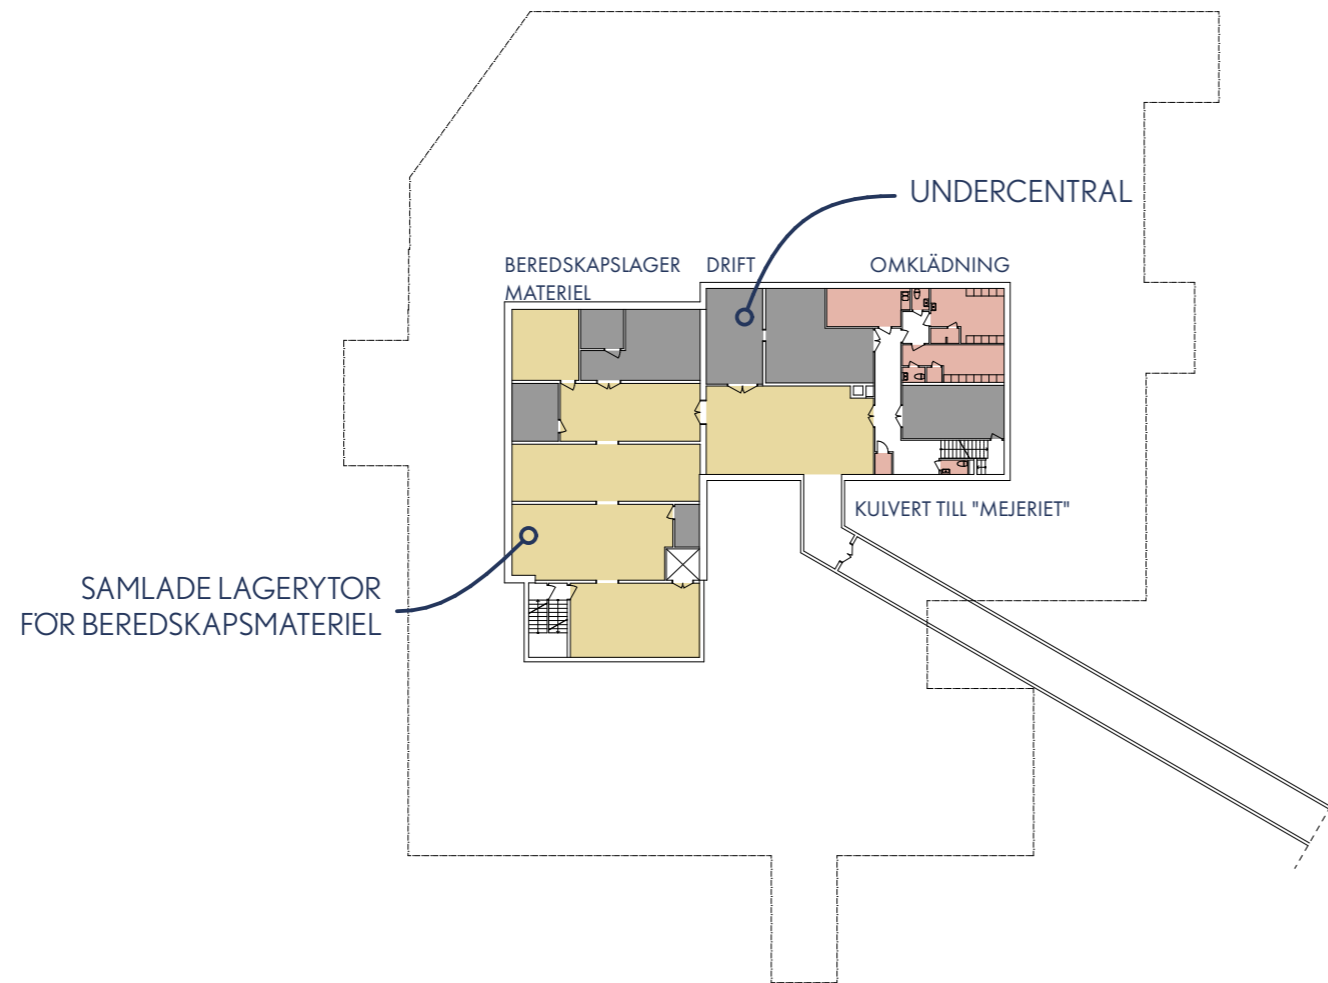 UNDERCENTRAL
BEREDSKAPSLAGER
MATERIEL
DRIFT
OMKLÄDNING
KULVERT TILL "MEJERIET"
SAMLADE LAGERYTOR
FÖR BEREDSKAPSMATERIEL